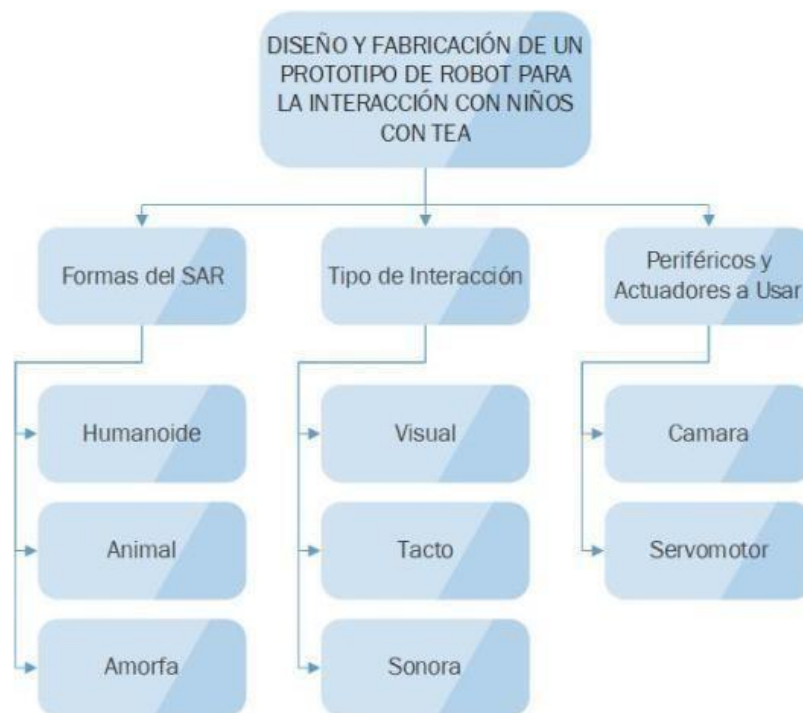 DISEÑO Y FABRICACIÓN DE UN
PROTOTIPO DE ROBOT PARA
LA INTERACCIÓN CON NIÑOS
CON TEA
Formas del SAR
Tipo de Interacción
Periféricos y
Actuadores a Usar
Humanoide
Visual
Camara
Animal
Tacto
Servomotor
Amorfa
Sonora